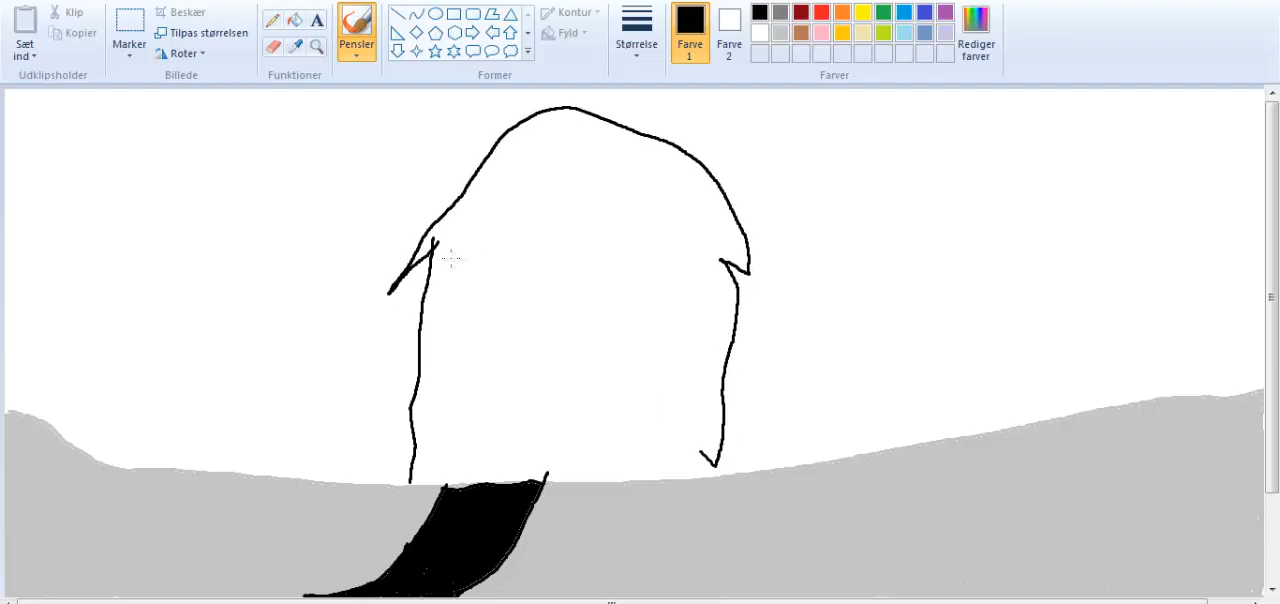 Sæt
ind
Klip
Kopier
Udklipsholder
Marker
Beskær
Tilpas størrelsen
Roter
Billede
A
Funktioner
Pensler
Former
Kontur
Fyld
Størrelse
Farve
1
Farve
2
Rediger
farver
Farver